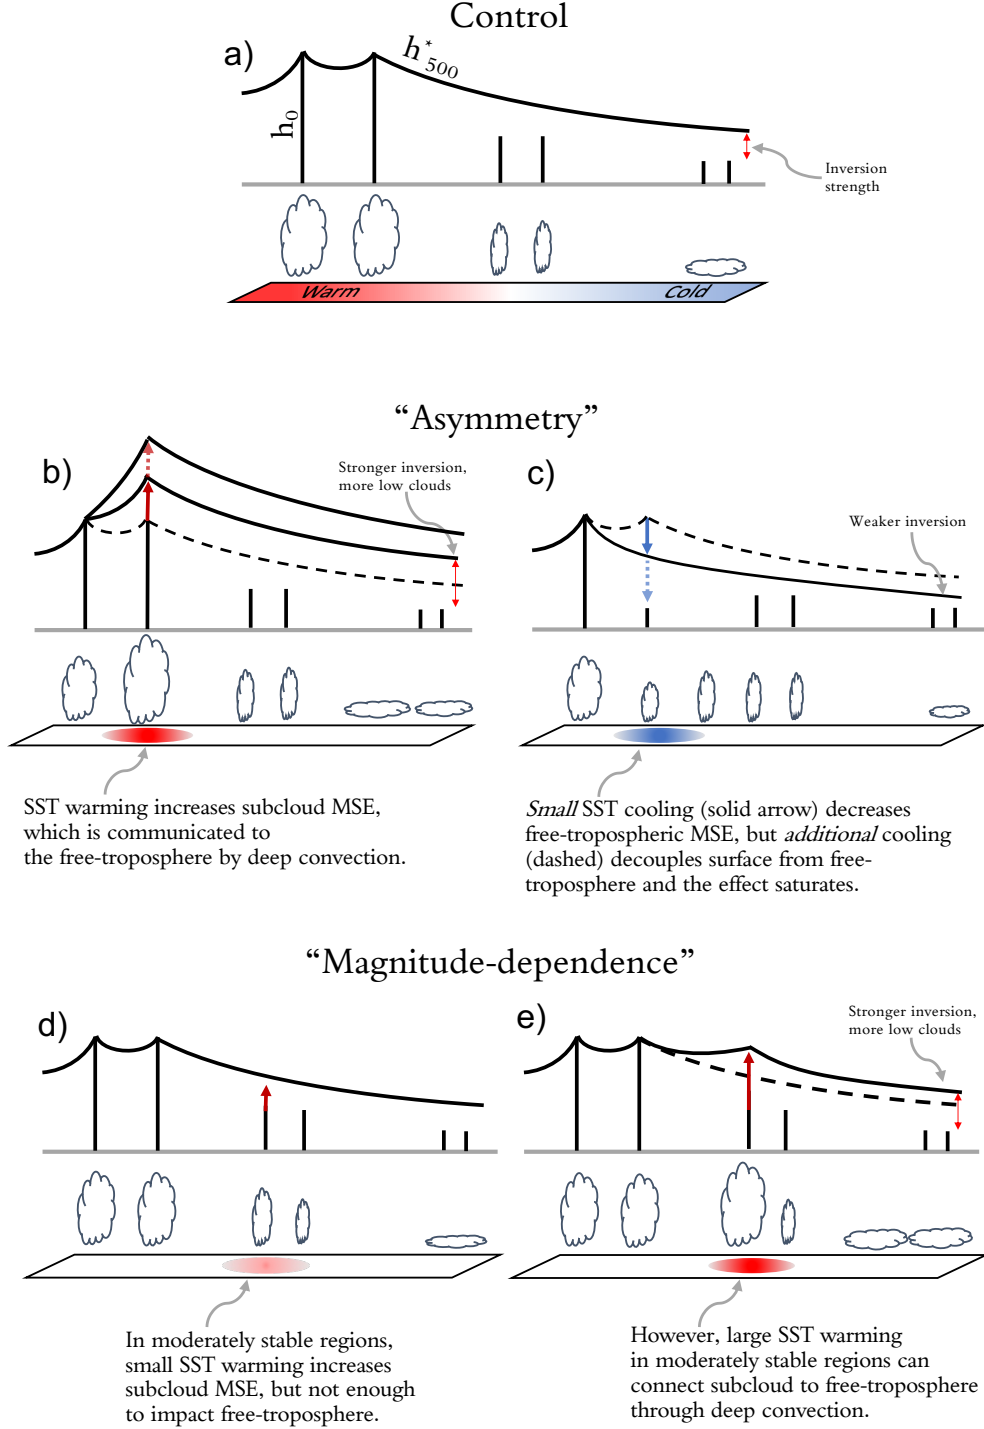 Control
a)
h*500
h0
Inversion
strength
Warm
Cold
“Asymmetry”
b)
Stronger inversion,
more low clouds
c)
Weaker inversion
SST warming increases subcloud MSE,
which is communicated to
the free-troposphere by deep convection.
Small SST cooling (solid arrow) decreases
free-tropospheric MSE, but additional cooling
(dashed) decouples surface from free-
troposphere and the effect saturates.
“Magnitude-dependence”
d)
e)
Stronger inversion,
more low clouds
In moderately stable regions,
small SST warming increases
subcloud MSE, but not enough
to impact free-troposphere.
However, large SST warming
in moderately stable regions can
connect subcloud to free-troposphere
through deep convection.